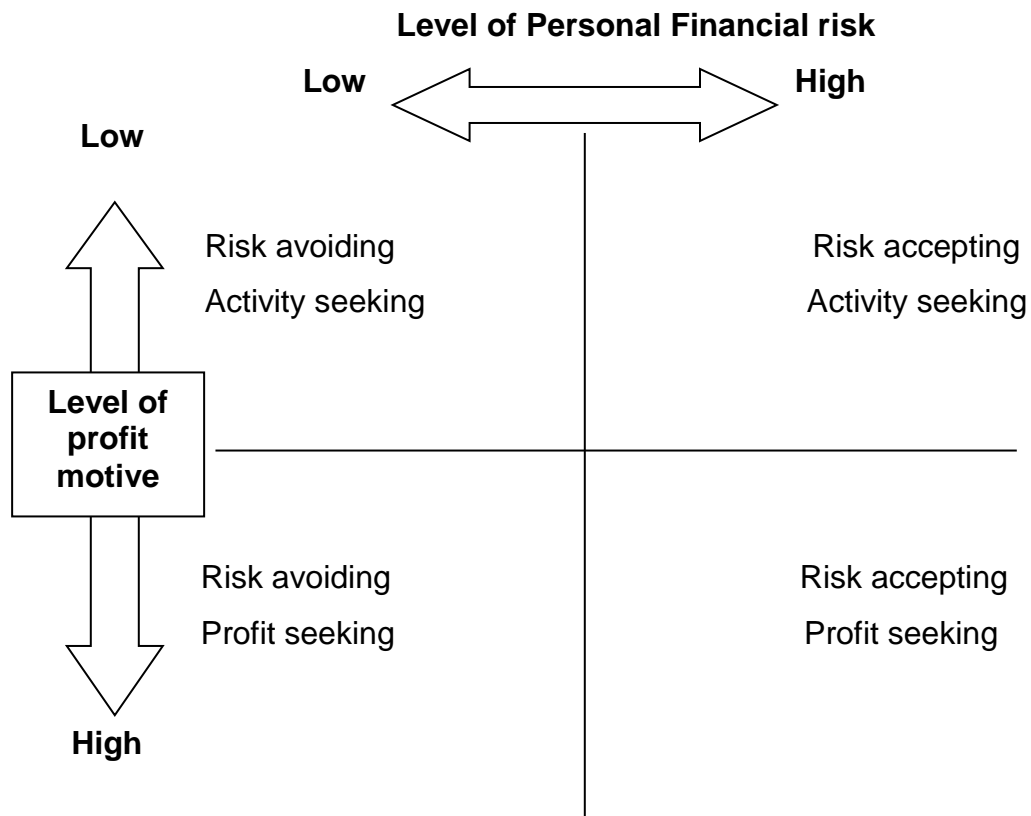 Level of Personal Financial risk
Low
High
Low
Risk avoiding
Activity seeking
Risk accepting
Activity seeking
Level of
profit
motive
Risk avoiding
Profit seeking
Risk accepting
Profit seeking
High